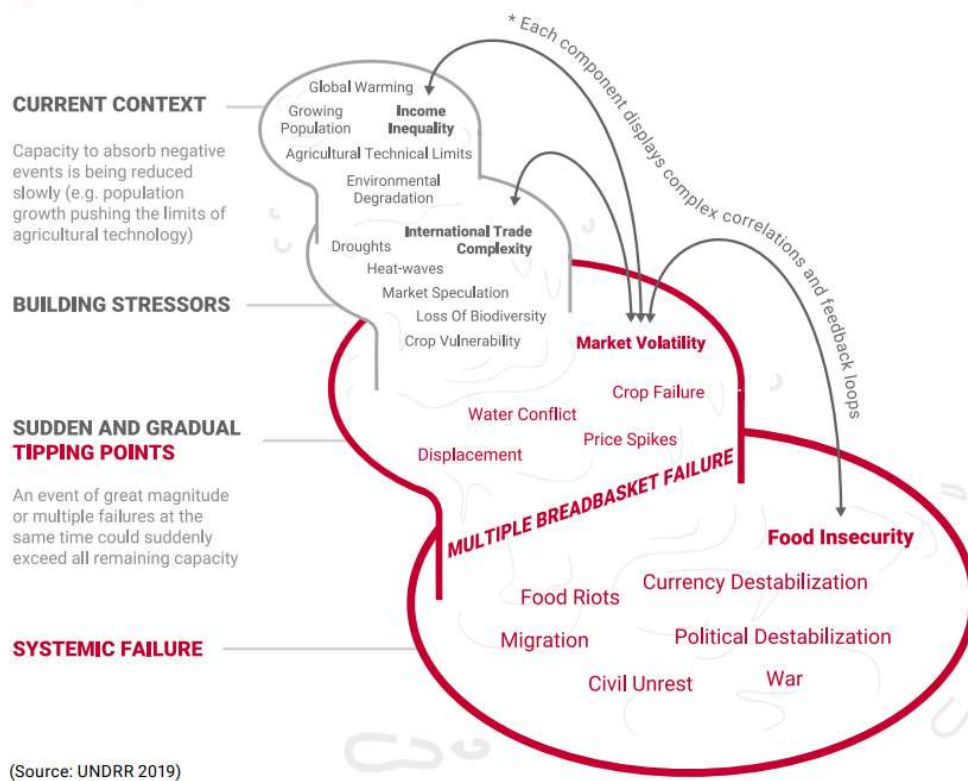 * Each component displays complex correlations and feedback loops
CURRENT CONTEXT
Capacity to absorb negative
events is being reduced
slowly (e.g. population
growth pushing the limits of
agricultural technology)
Global Warming
Growing
Population
Income
Inequality
Agricultural Technical Limits
Environmental
Degradation
BUILDING STRESSORS
International Trade
Complexity
Droughts
Heat-waves
Market Speculation
Loss Of Biodiversity
Crop Vulnerability
SUDDEN AND GRADUAL
TIPPING POINTS
An event of great magnitude
or multiple failures at the
same time could suddenly
exceed all remaining capacity
Market Volatility
Crop Failure
Water Conflict
Price Spikes
Displacement
MULTIPLE BREADBASKET FAILURE
SYSTEMIC FAILURE
Food Insecurity
Currency Destabilization
Food Riots
Migration
Political Destabilization
Civil Unrest
War
(Source: UNDRR 2019)